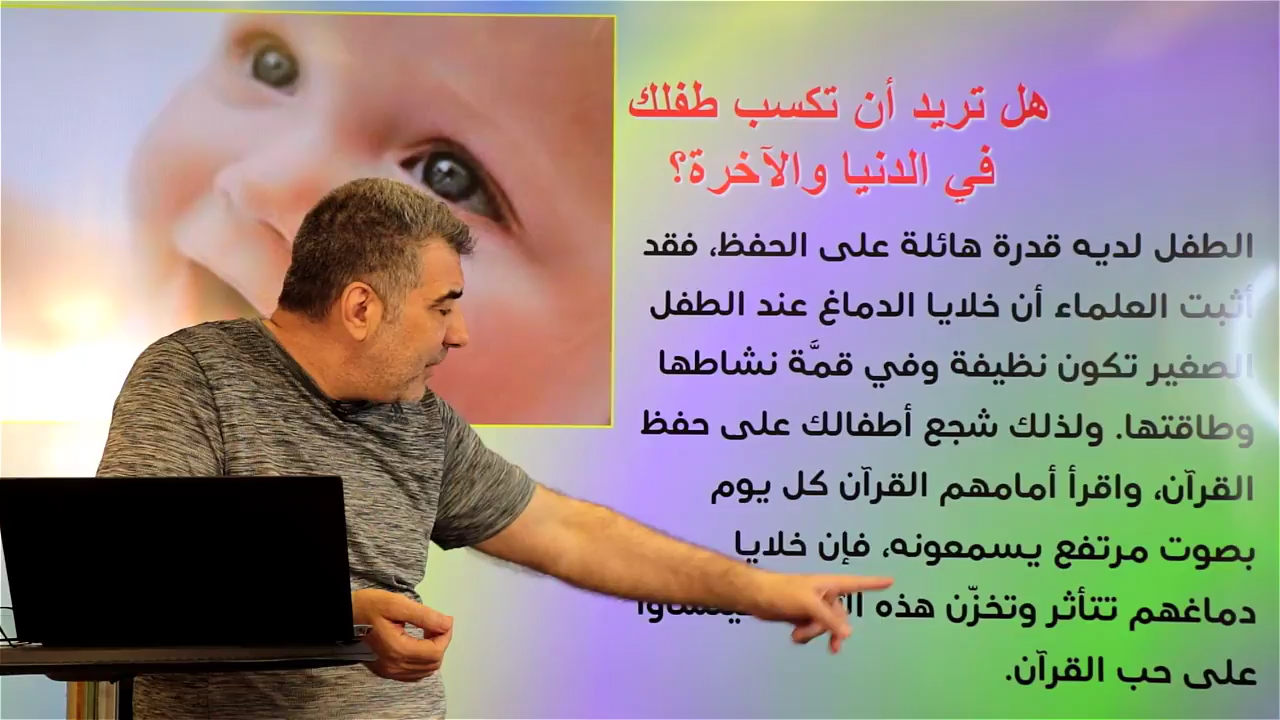 هل تريد أن تكسب طفلك
في الدنيا والآخرة؟
الطفل لديه قدرة هائلة على الحفظ، فقد
أثبت العلماء أن خلايا الدماغ عند الطفل
الصغير تكون نظيفة وفي قمَّة نشاطها
وطاقتها. ولذلك شجع أطفالك على حفظ
القرآن، واقرأ أمامهم القرآن كل يوم
بصوت مرتفع يسمعونه، فإن خلايا
دماغهم تتأثر وتخزّن هذه
على حب القرآن.